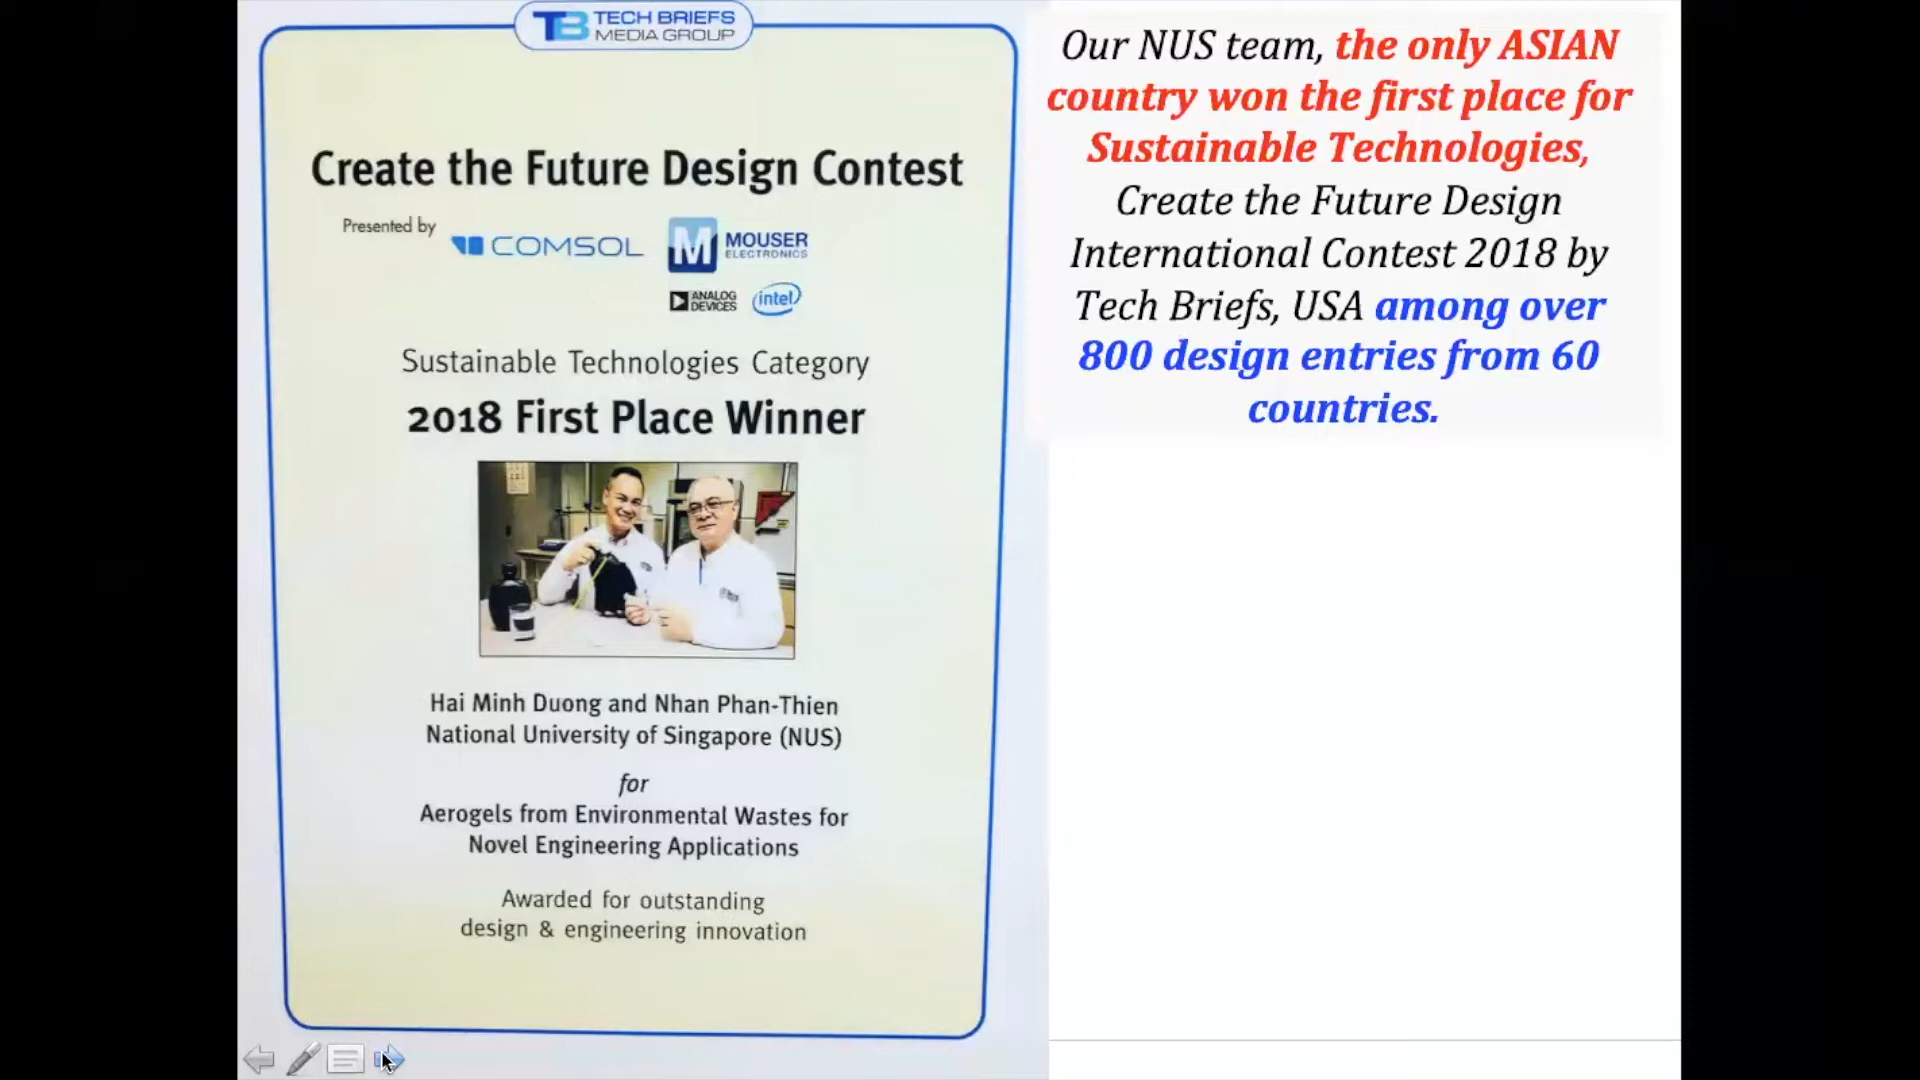 TB TECH BRIEFS
MEDIA GROUP
Create the Future Design Contest
Presented by
COMSOL
M MOUSER
ELECTRONICS
ANALOG
DEVICES
intel
Sustainable Technologies Category
2018 First Place Winner
Hai Minh Duong and Nhan Phan-Thien
National University of Singapore (NUS)
for
Aerogels from Environmental Wastes for
Novel Engineering Applications
Awarded for outstanding
design & engineering innovation
Our NUS team, the only ASIAN
country won the first place for
Sustainable Technologies,
Create the Future Design
International Contest 2018 by
Tech Briefs, USA among over
800 design entries from 60
countries.